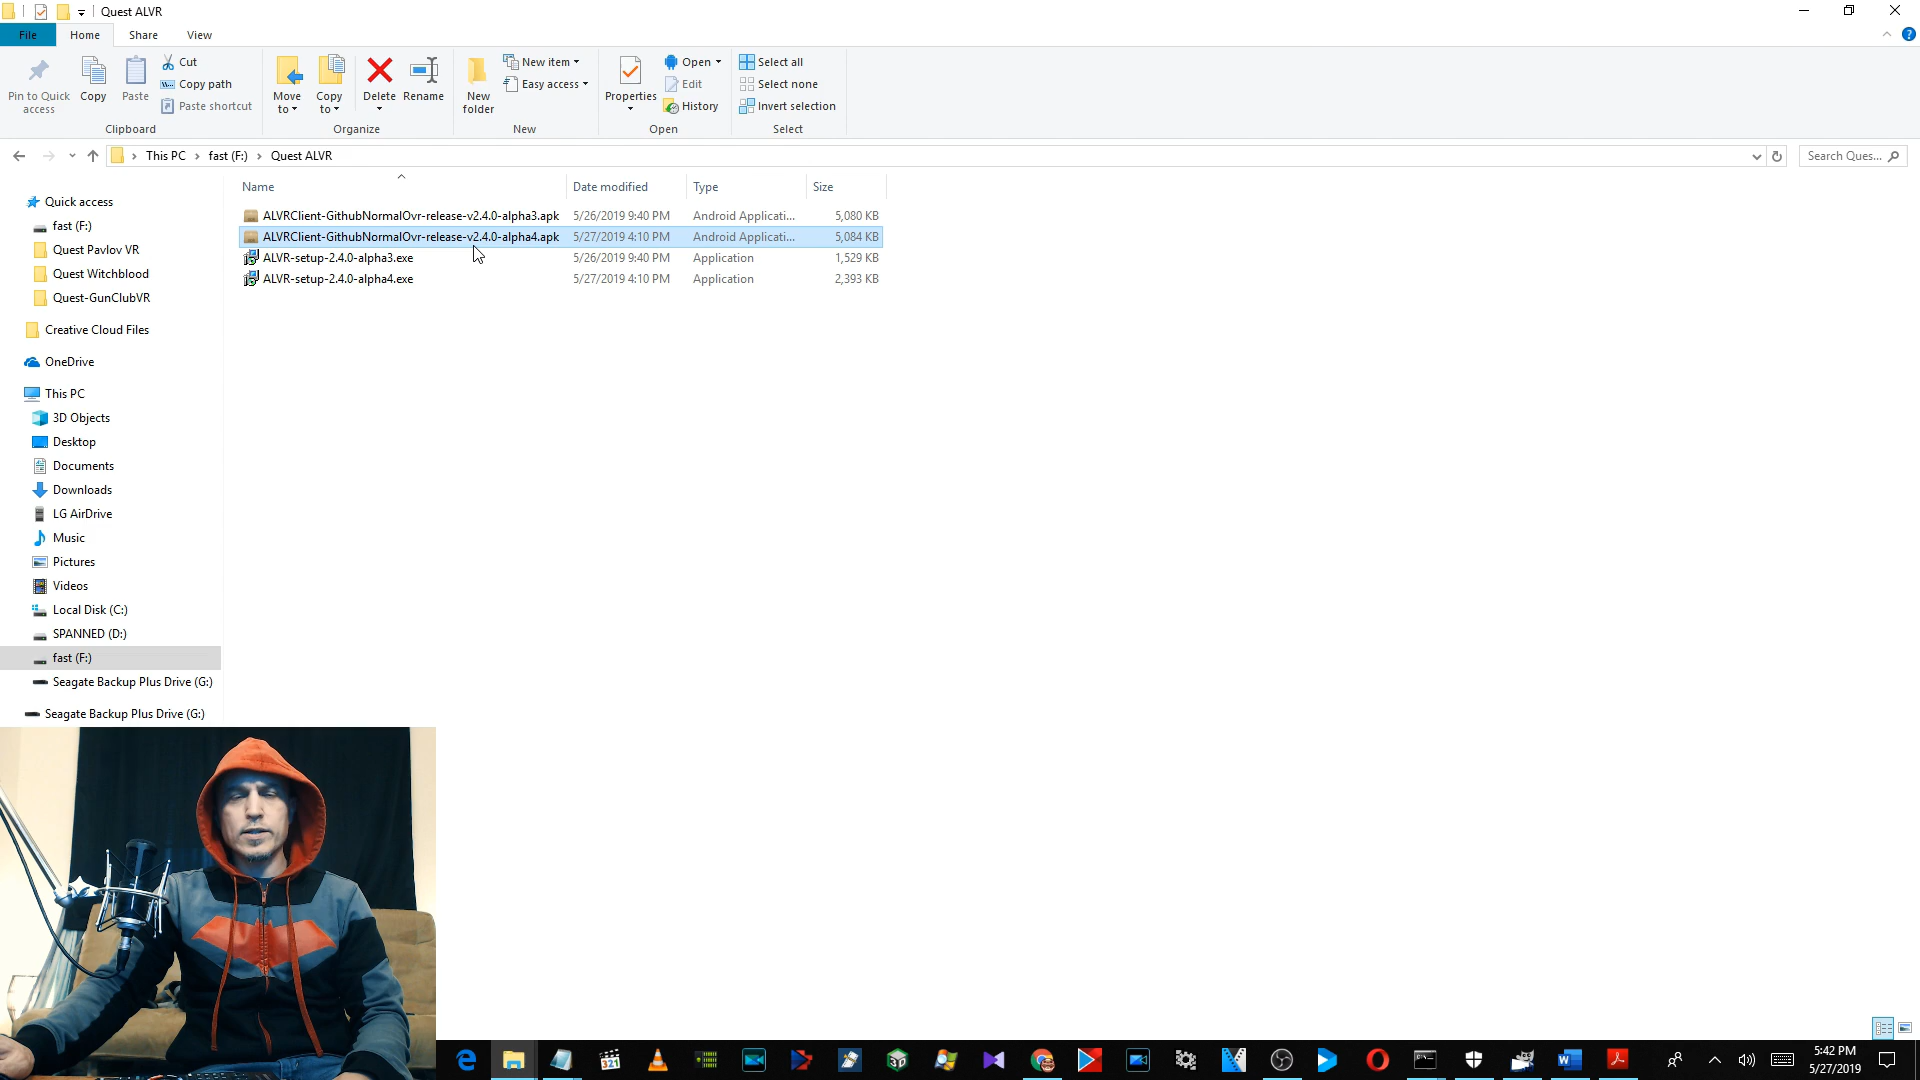 Quest ALVR
File Home Share View
Pin to Quick access
Copy
Paste
Cut
Copy path
Paste shortcut
Clipboard
Move to
Copy to
Delete
Rename
Organize
New folder
New item
Easy access
New
Properties
Open
Edit
History
Open
Select all
Select none
Invert selection
Select
This PC > fast (F:) > Quest ALVR
Search Ques...
Name Date modified Type Size
ALVRClient-GithubNormalOvr-release-v2.4.0-alpha3.apk 5/26/2019 9:40 PM Android Applicati... 5,080 KB
ALVRClient-GithubNormalOvr-release-v2.4.0-alpha4.apk 5/27/2019 4:10 PM Android Applicati... 5,084 KB
ALVR-setup-2.4.0-alpha3.exe 5/26/2019 9:40 PM Application 1,529 KB
ALVR-setup-2.4.0-alpha4.exe 5/27/2019 4:10 PM Application 2,393 KB
Quick access
fast (F:)
Quest Pavlov VR
Quest Witchblood
Quest-GunClubVR
Creative Cloud Files
OneDrive
This PC
3D Objects
Desktop
Documents
Downloads
LG AirDrive
Music
Pictures
Videos
Local Disk (C:)
SPANNED (D:)
fast (F:)
Seagate Backup Plus Drive (G:)
Seagate Backup Plus Drive (G:)
321
3D
5:42 PM
5/27/2019